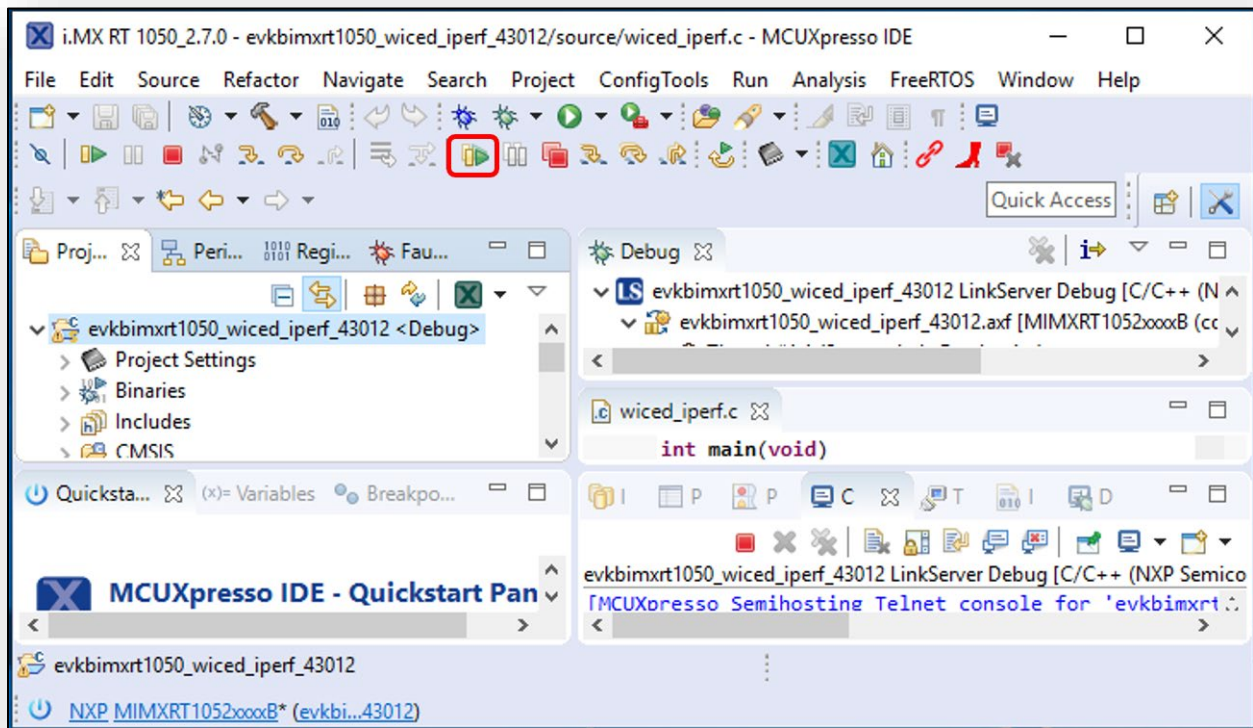 i.MX RT 1050_2.7.0 - evkbimxrt1050_wiced_iperf_43012/source/wiced_iperf.c - MCUXpresso IDE
File Edit Source Refactor Navigate Search Project ConfigTools Run Analysis FreeRTOS Window Help
Quick Access
Proj... Peri... 1010 0101 Regi... Fau...
Debug
LS evkbimxrt1050_wiced_iperf_43012 LinkServer Debug [C/C++ (N
evkbimxrt1050_wiced_iperf_43012.axf [MIMXRT1052xxxxB (cc
evkbimxrt1050_wiced_iperf_43012 <Debug>
Project Settings
Binaries
Includes
CMSIS
wiced_iperf.c
int main(void)
Quicksta... (x)= Variables Breakpo...
I P P C T I D
MCUXpresso IDE - Quickstart Pan
evkbimxrt1050_wiced_iperf_43012 LinkServer Debug [C/C++ (NXP Semico
[MCUXpresso Semihosting Telnet console for 'evkbimxrt
evkbimxrt1050_wiced_iperf_43012
NXP MIMXRT1052xxxxB* (evkbi...43012)